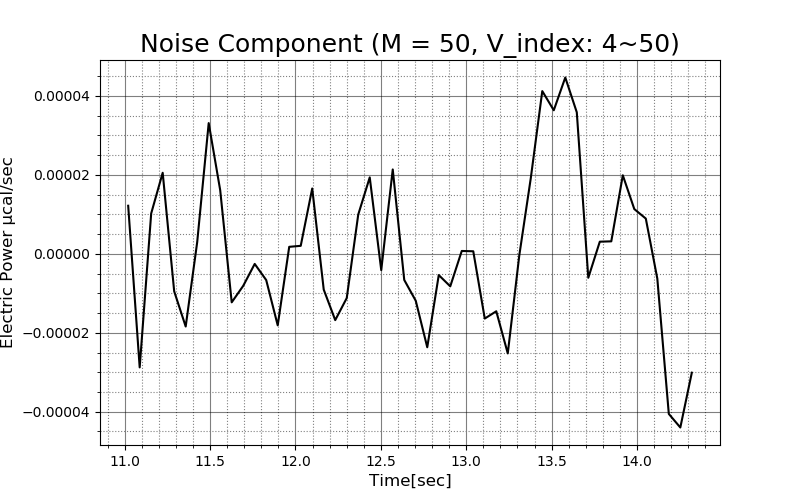 Noise Component (M = 50, V_index: 4~50)
Electric Power μcal/sec
0.00004
0.00002
0.00000
−0.00002
−0.00004
11.0 11.5 12.0 12.5 13.0 13.5 14.0
Time[sec]